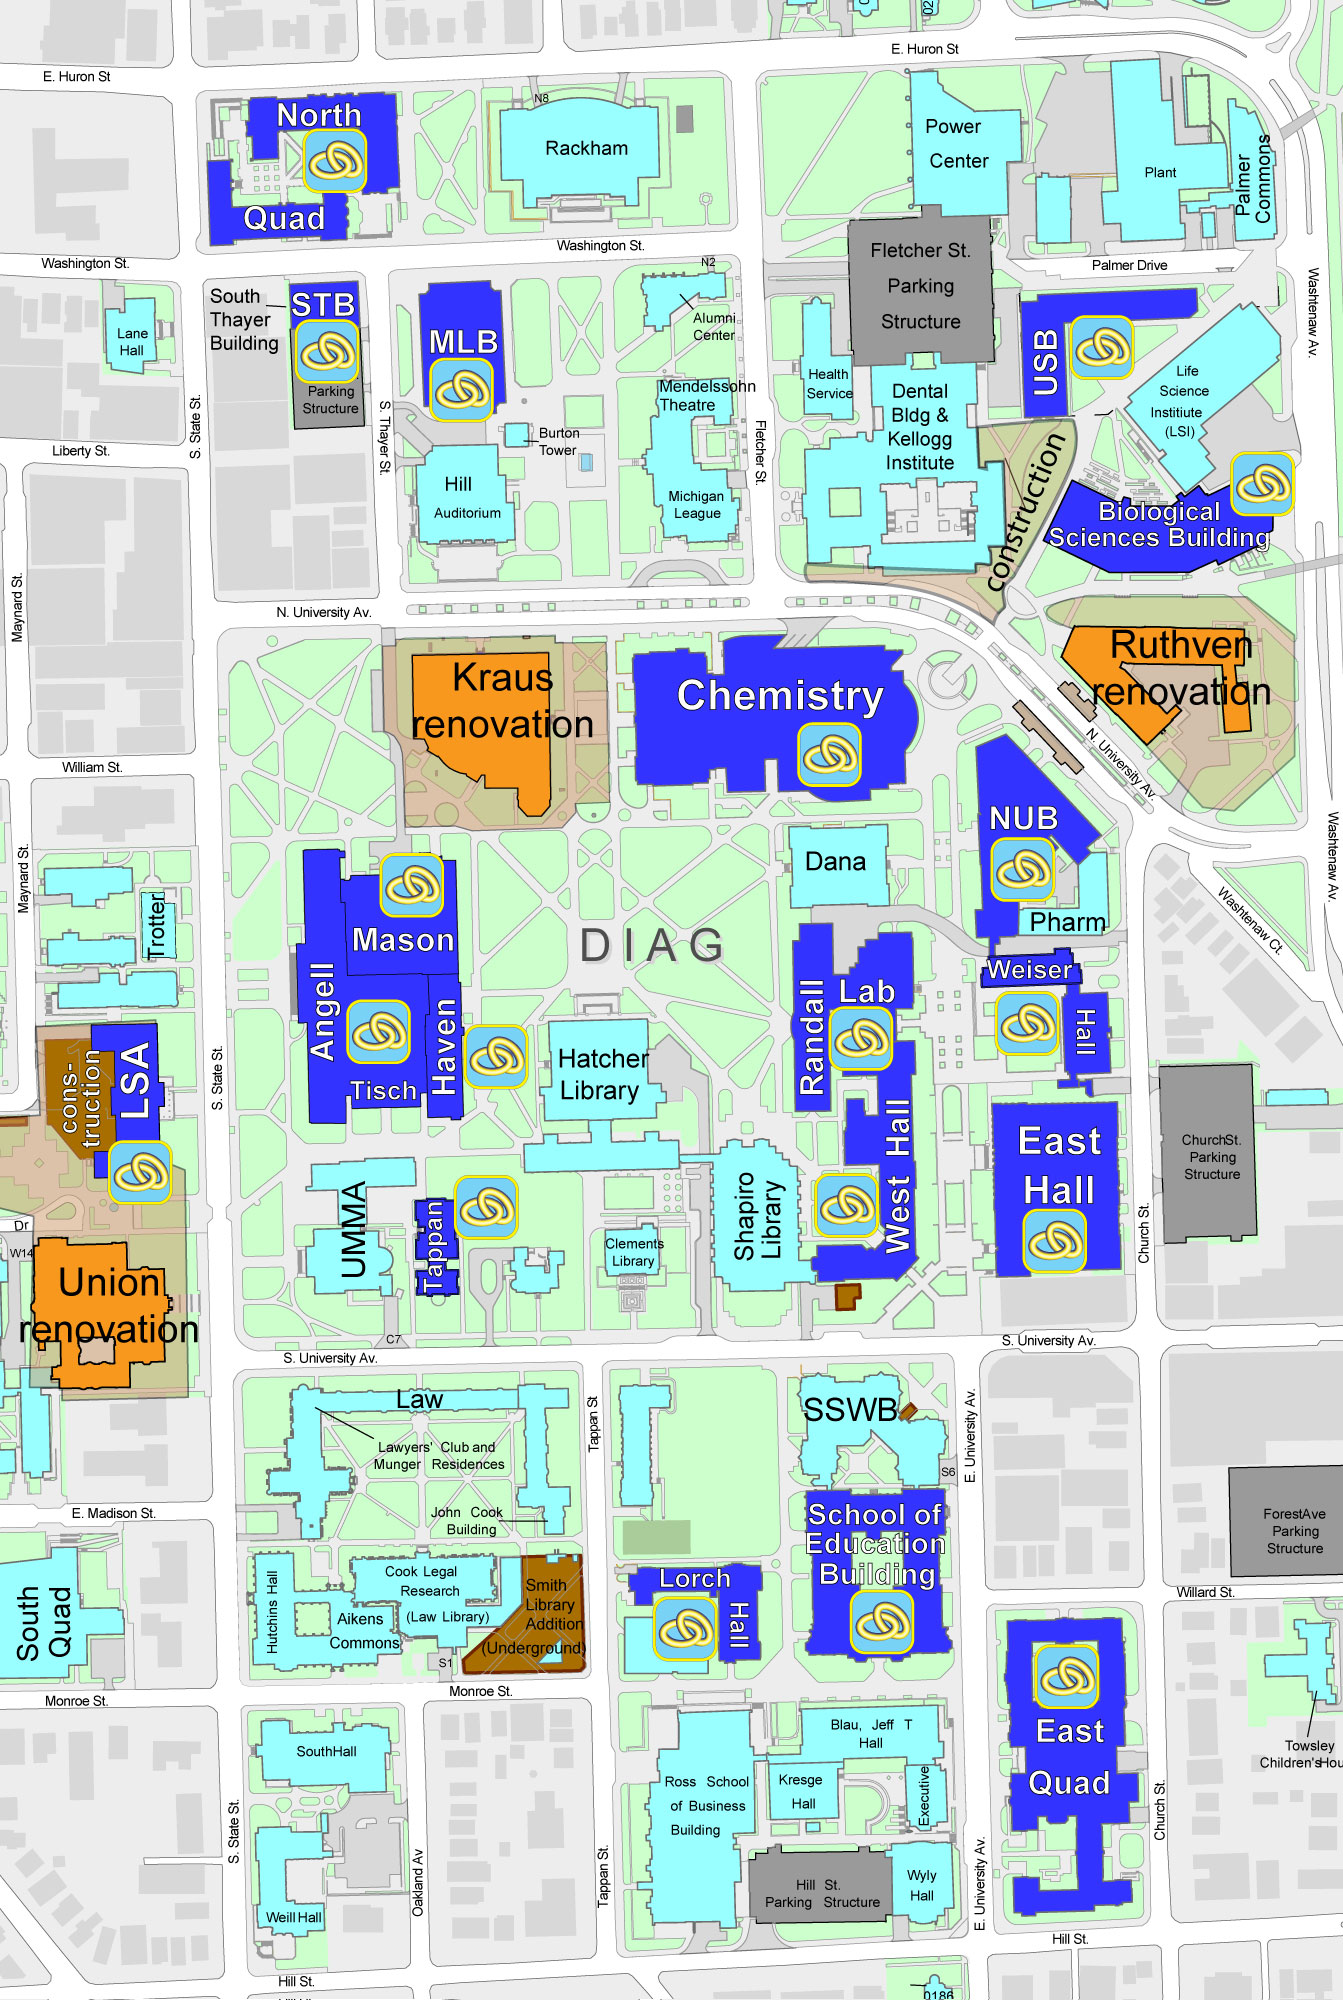 E. Huron St
E. Huron St
02
North
Quad
N8
Rackham
Power
Center
Plant
Palmer
Commons
Washington St.
Washington St.
Fletcher St.
Parking
Structure
Palmer Drive
Washtenaw Av.
South
Thayer
Building
STB
Parking
Structure
Lane
Hall
MLB
N2
Alumni
Center
USB
Life
Science
Institiute
(LSI)
Health
Service
Dental
Bldg &
Kellogg
Institute
Mendelssohn
Theatre
S. State St.
S. Thayer St.
Fletcher St.
Burton
Tower
Liberty St.
Hill
Auditorium
Michigan
League
construction
Biological
Sciences Building
Maynard St.
N. University Av.
Kraus
renovation
Chemistry
Ruthven
renovation
N. University Av.
William St.
NUB
Dana
Pharm
Maynard St.
Washtenaw Av.
Washtenaw Ct.
Trotter
Mason
Angell
Haven
Tisch
DIAG
Randall
Lab
Weiser
Hall
LSA
cons-
truction
S. State St.
Hatcher
Library
West Hall
East
Hall
Church St.
Parking
Structure
Church St.
UMMA
Tappan
Shapiro
Library
Clements
Library
Dr
W14
Union
renovation
C7
S. University Av.
S. University Av.
Law
Lawyers' Club and
Munger Residences
John Cook
Building
Tappan St
SSWB
S6
E. University Av.
E. Madison St.
School of
Education
Building
Forest Ave
Parking
Structure
South
Quad
Hutchins Hall
Cook Legal
Research
(Law Library)
Aikens
Commons
Smith
Library
Addition
(Underground)
S1
Lorch
Hall
Willard St.
Monroe St.
Monroe St.
East
Quad
Towsley
Children's Hou
South Hall
Ross School
of Business
Building
Blau, Jeff T
Hall
Kresge
Hall
Executive
S. State St.
Oakland Av
Tappan St.
Weill Hall
Hill St.
Parking Structure
Wyly
Hall
E. University Av.
Church St.
Hill St.
Hill St.
0186